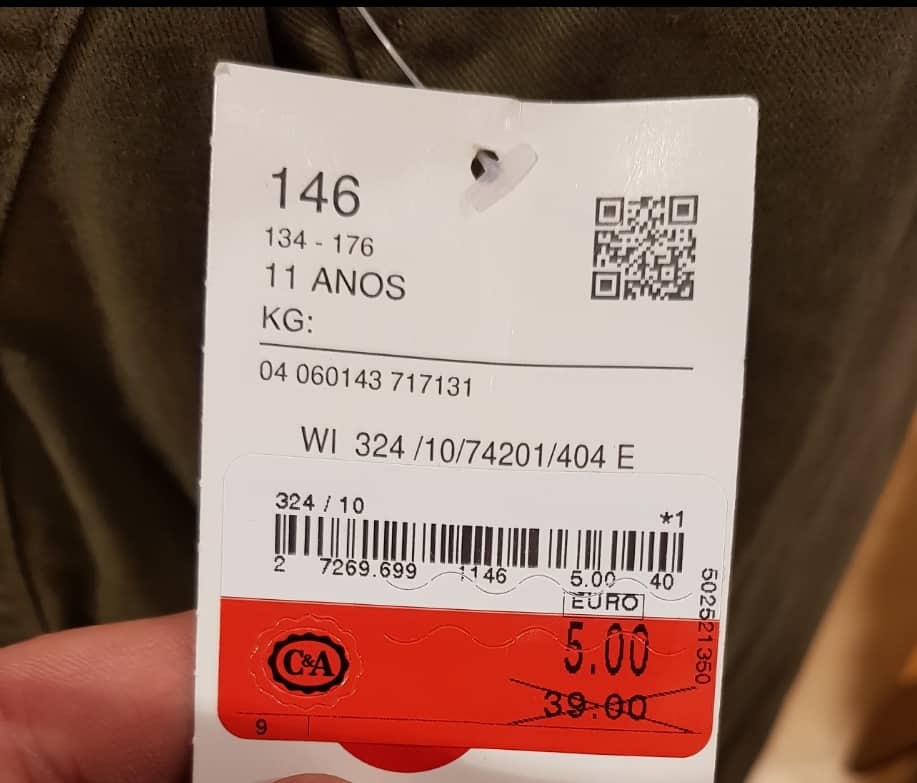 146
134 - 176
11 ANOS
KG:
04 060143 717131
WI 324 /10/74201/404 E
324 / 10
*1
2 7269.699 1146 5.00 40
EURO
5.00
39.00
502521350
C&A
9